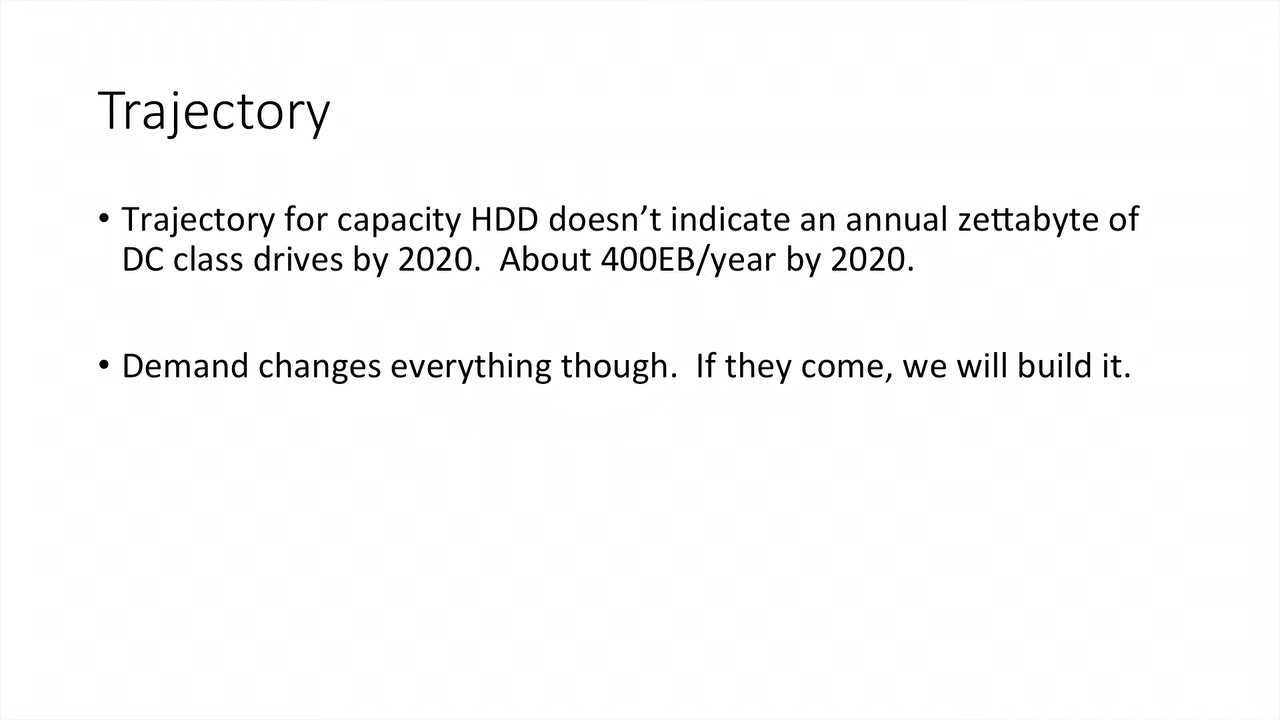 Trajectory
• Trajectory for capacity HDD doesn’t indicate an annual zettabyte of
DC class drives by 2020.  About 400EB/year by 2020.
• Demand changes everything though.  If they come, we will build it.